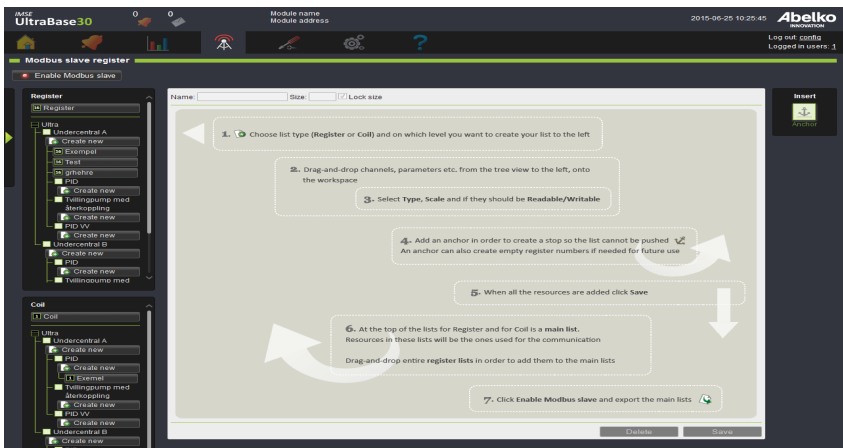 IMSE
UltraBase30
0
0
Module name
Module address
2015-06-25 10:25:45
Abelko
INNOVATION
Log out: config
Logged in users: 1
?
Modbus slave register
Enable Modbus slave
Register
16 Register
Ultra
Undercentral A
Create new
16 Exempel
16 Test
16 grhehre
PID
Create new
Tvillingpump med
återkoppling
Create new
PID VV
Create new
Undercentral B
Create new
PID
Create new
Tvillingpump med
Coil
1 Coil
Ultra
Undercentral A
Create new
PID
Create new
1 Exemel
Tvillingpump med
återkoppling
Create new
PID VV
Create new
Undercentral B
Create new
Name:
Size:
Lock size
1. Choose list type (Register or Coil) and on which level you want to create your list to the left
2. Drag-and-drop channels, parameters etc. from the tree view to the left, onto
the workspace
3. Select Type, Scale and if they should be Readable/Writable
4. Add an anchor in order to create a stop so the list cannot be pushed
An anchor can also create empty register numbers if needed for future use
5. When all the resources are added click Save
6. At the top of the lists for Register and for Coil is a main list.
Resources in these lists will be the ones used for the communication
Drag-and-drop entire register lists in order to add them to the main lists
7. Click Enable Modbus slave and export the main lists
Delete
Save
Insert
Anchor